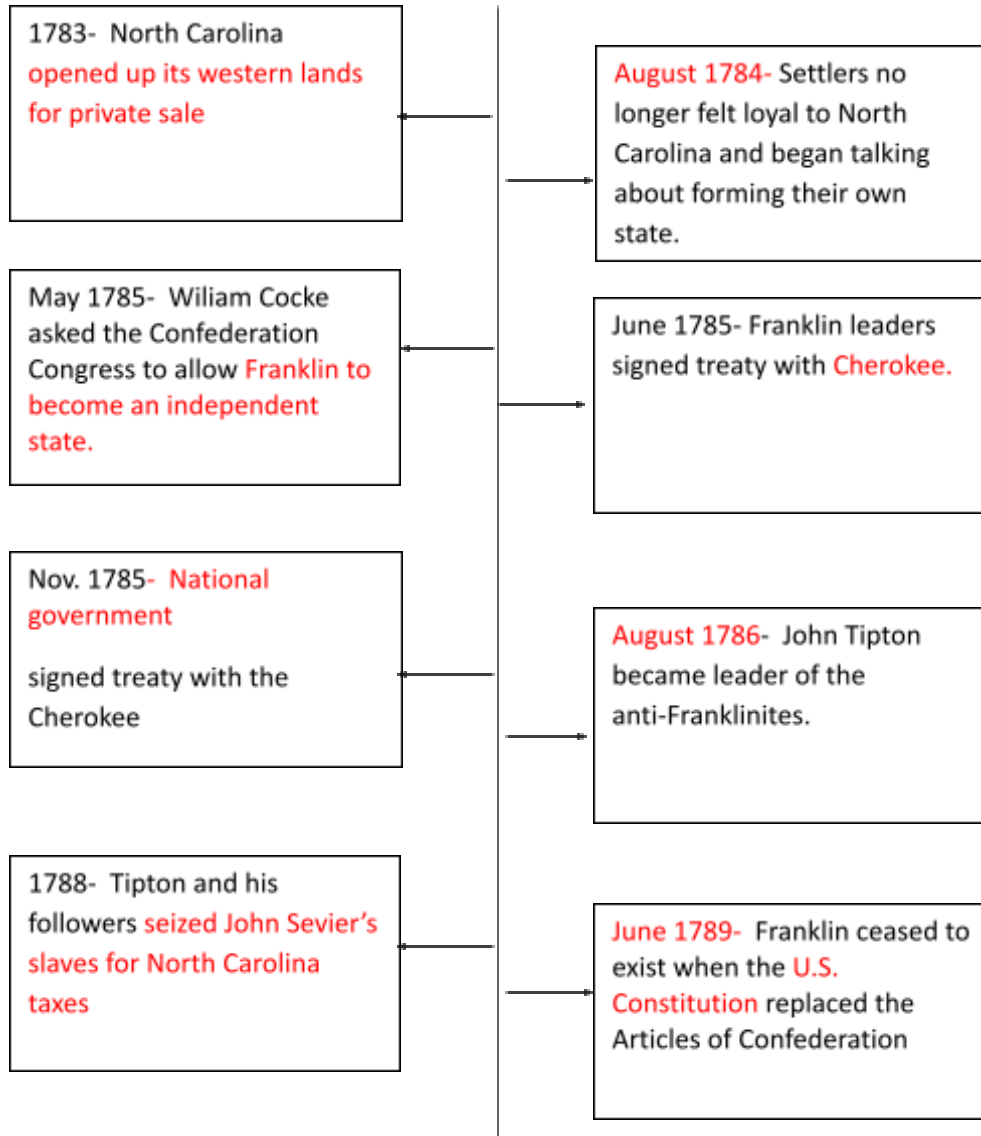 1783- North Carolina
opened up its western lands
for private sale
August 1784- Settlers no
longer felt loyal to North
Carolina and began talking
about forming their own
state.
May 1785- Wiliam Cocke
asked the Confederation
Congress to allow Franklin to
become an independent
state.
June 1785- Franklin leaders
signed treaty with Cherokee.
Nov. 1785- National
government
signed treaty with the
Cherokee
August 1786- John Tipton
became leader of the
anti-Franklinites.
1788- Tipton and his
followers seized John Sevier’s
slaves for North Carolina
taxes
June 1789- Franklin ceased to
exist when the U.S.
Constitution replaced the
Articles of Confederation